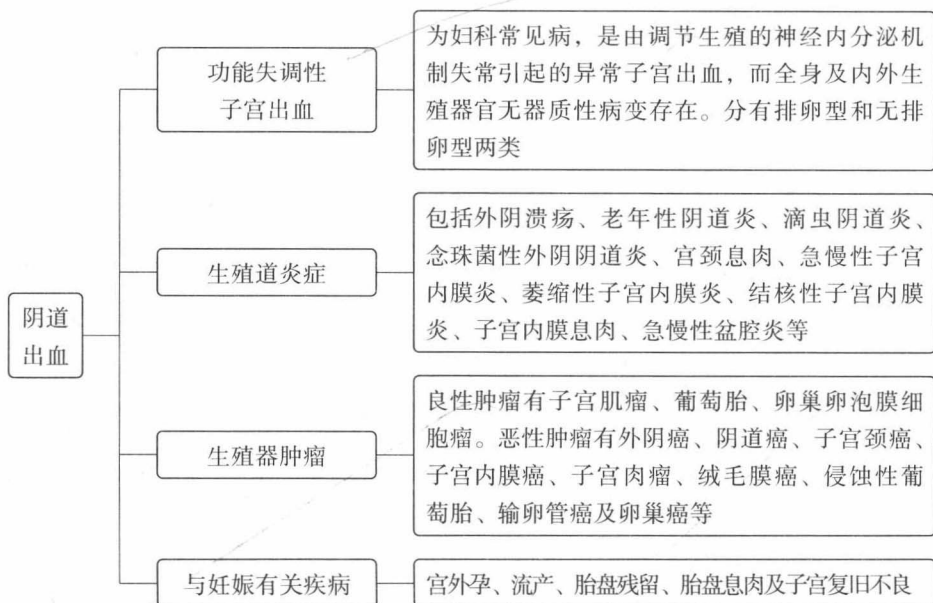 阴道
出血
功能失调性
子宫出血
为妇科常见病，是由调节生殖的神经内分泌机
制失常引起的异常子宫出血，而全身及内外生
殖器官无器质性病变存在。分有排卵型和无排
卵型两类
生殖道炎症
包括外阴溃疡、老年性阴道炎、滴虫阴道炎、
念珠菌性外阴阴道炎、宫颈息肉、急慢性子宫
内膜炎、萎缩性子宫内膜炎、结核性子宫内膜
炎、子宫内膜息肉、急慢性盆腔炎等
生殖器肿瘤
良性肿瘤有子宫肌瘤、葡萄胎、卵巢卵泡膜细
胞瘤。恶性肿瘤有外阴癌、阴道癌、子宫颈癌、
子宫内膜癌、子宫肉瘤、绒毛膜癌、侵蚀性葡
萄胎、输卵管癌及卵巢癌等
与妊娠有关疾病
宫外孕、流产、胎盘残留、胎盘息肉及子宫复旧不良